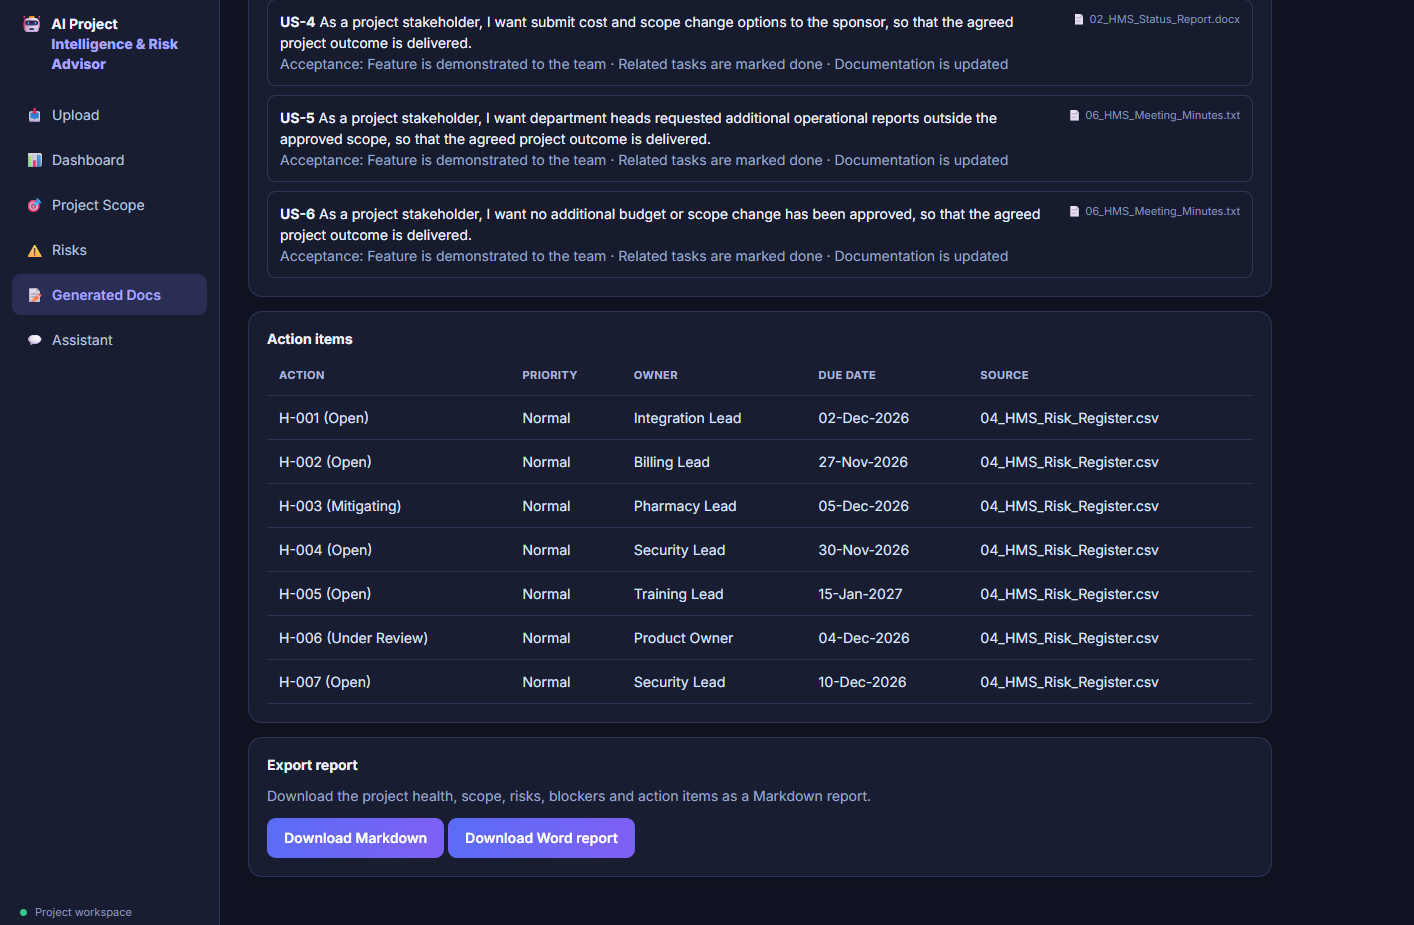 AI Project
Intelligence & Risk
Advisor
Upload
Dashboard
Project Scope
Risks
Generated Docs
Assistant
Project workspace
US-4 As a project stakeholder, I want submit cost and scope change options to the sponsor, so that the agreed
project outcome is delivered.
Acceptance: Feature is demonstrated to the team · Related tasks are marked done · Documentation is updated
02_HMS_Status_Report.docx
US-5 As a project stakeholder, I want department heads requested additional operational reports outside the
approved scope, so that the agreed project outcome is delivered.
Acceptance: Feature is demonstrated to the team · Related tasks are marked done · Documentation is updated
06_HMS_Meeting_Minutes.txt
US-6 As a project stakeholder, I want no additional budget or scope change has been approved, so that the agreed
project outcome is delivered.
Acceptance: Feature is demonstrated to the team · Related tasks are marked done · Documentation is updated
06_HMS_Meeting_Minutes.txt
Action items
ACTION PRIORITY OWNER DUE DATE SOURCE
H-001 (Open) Normal Integration Lead 02-Dec-2026 04_HMS_Risk_Register.csv
H-002 (Open) Normal Billing Lead 27-Nov-2026 04_HMS_Risk_Register.csv
H-003 (Mitigating) Normal Pharmacy Lead 05-Dec-2026 04_HMS_Risk_Register.csv
H-004 (Open) Normal Security Lead 30-Nov-2026 04_HMS_Risk_Register.csv
H-005 (Open) Normal Training Lead 15-Jan-2027 04_HMS_Risk_Register.csv
H-006 (Under Review) Normal Product Owner 04-Dec-2026 04_HMS_Risk_Register.csv
H-007 (Open) Normal Security Lead 10-Dec-2026 04_HMS_Risk_Register.csv
Export report
Download the project health, scope, risks, blockers and action items as a Markdown report.
Download Markdown Download Word report